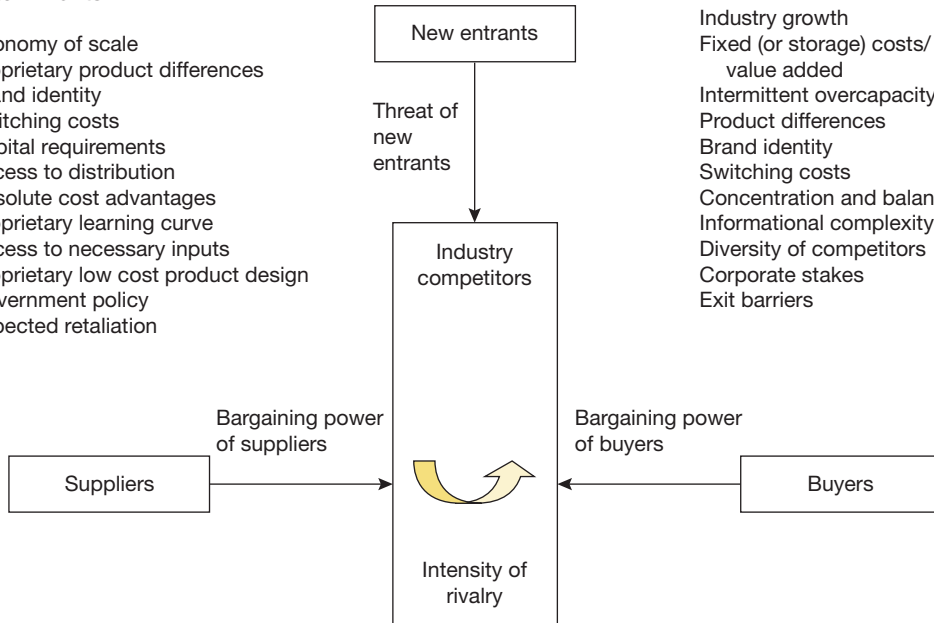 onomy of scale
oprietary product differences
and identity
itching costs
pital requirements
cess to distribution
solute cost advantages
oprietary learning curve
cess to necessary inputs
oprietary low cost product design
vernment policy
pected retaliation
New entrants
Threat of
new
entrants
Industry growth
Fixed (or storage) costs/
value added
Intermittent overcapacity
Product differences
Brand identity
Switching costs
Concentration and balan
Informational complexity
Diversity of competitors
Corporate stakes
Exit barriers
Industry
competitors
Bargaining power
of suppliers
Bargaining power
of buyers
Suppliers
Buyers
Intensity of
rivalry